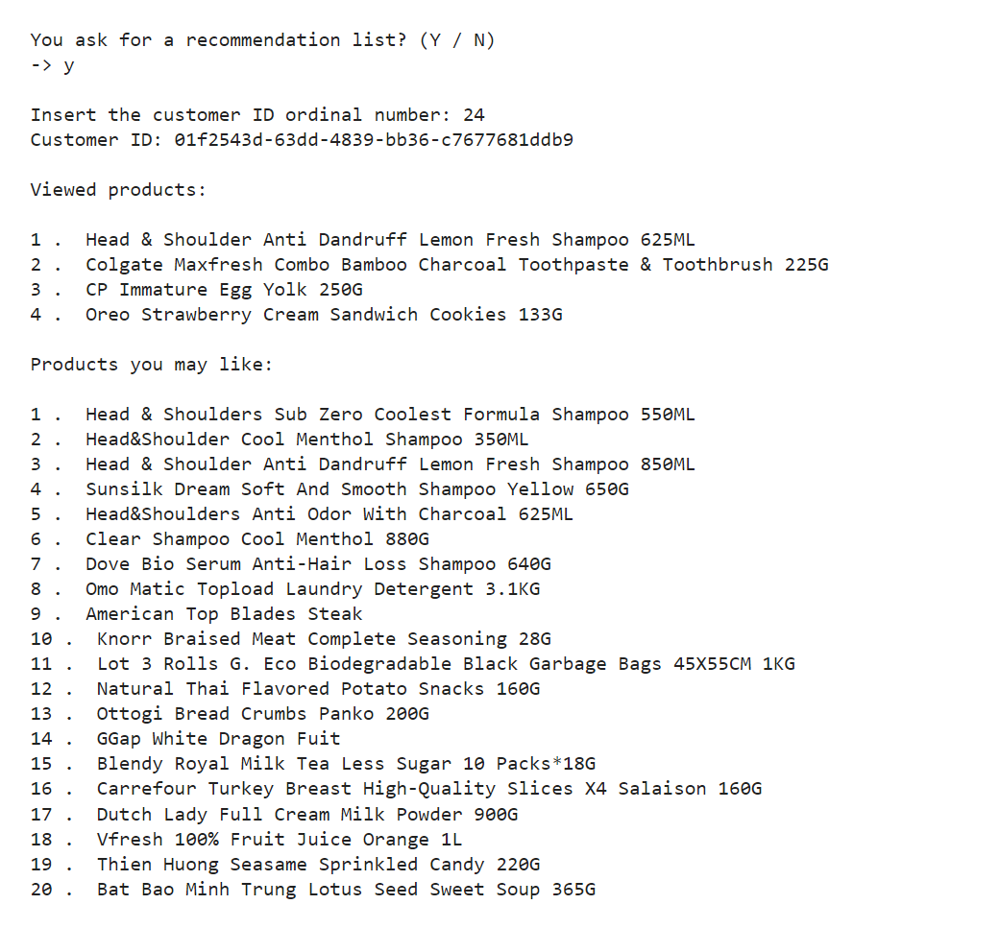 You ask for a recommendation list? (Y / N)
-> y
Insert the customer ID ordinal number: 24
Customer ID: 01f2543d-63dd-4839-bb36-c7677681ddb9
Viewed products:
1 .  Head & Shoulder Anti Dandruff Lemon Fresh Shampoo 625ML
2 .  Colgate Maxfresh Combo Bamboo Charcoal Toothpaste & Toothbrush 225G
3 .  CP Immature Egg Yolk 250G
4 .  Oreo Strawberry Cream Sandwich Cookies 133G
Products you may like:
1 .  Head & Shoulders Sub Zero Coolest Formula Shampoo 550ML
2 .  Head&Shoulder Cool Menthol Shampoo 350ML
3 .  Head & Shoulder Anti Dandruff Lemon Fresh Shampoo 850ML
4 .  Sunsilk Dream Soft And Smooth Shampoo Yellow 650G
5 .  Head&Shoulders Anti Odor With Charcoal 625ML
6 .  Clear Shampoo Cool Menthol 880G
7 .  Dove Bio Serum Anti-Hair Loss Shampoo 640G
8 .  Omo Matic Topload Laundry Detergent 3.1KG
9 .  American Top Blades Steak
10 .  Knorr Braised Meat Complete Seasoning 28G
11 .  Lot 3 Rolls G. Eco Biodegradable Black Garbage Bags 45X55CM 1KG
12 .  Natural Thai Flavored Potato Snacks 160G
13 .  Ottogi Bread Crumbs Panko 200G
14 .  GGap White Dragon Fuit
15 .  Blendy Royal Milk Tea Less Sugar 10 Packs*18G
16 .  Carrefour Turkey Breast High-Quality Slices X4 Salaison 160G
17 .  Dutch Lady Full Cream Milk Powder 900G
18 .  Vfresh 100% Fruit Juice Orange 1L
19 .  Thien Huong Seasame Sprinkled Candy 220G
20 .  Bat Bao Minh Trung Lotus Seed Sweet Soup 365G